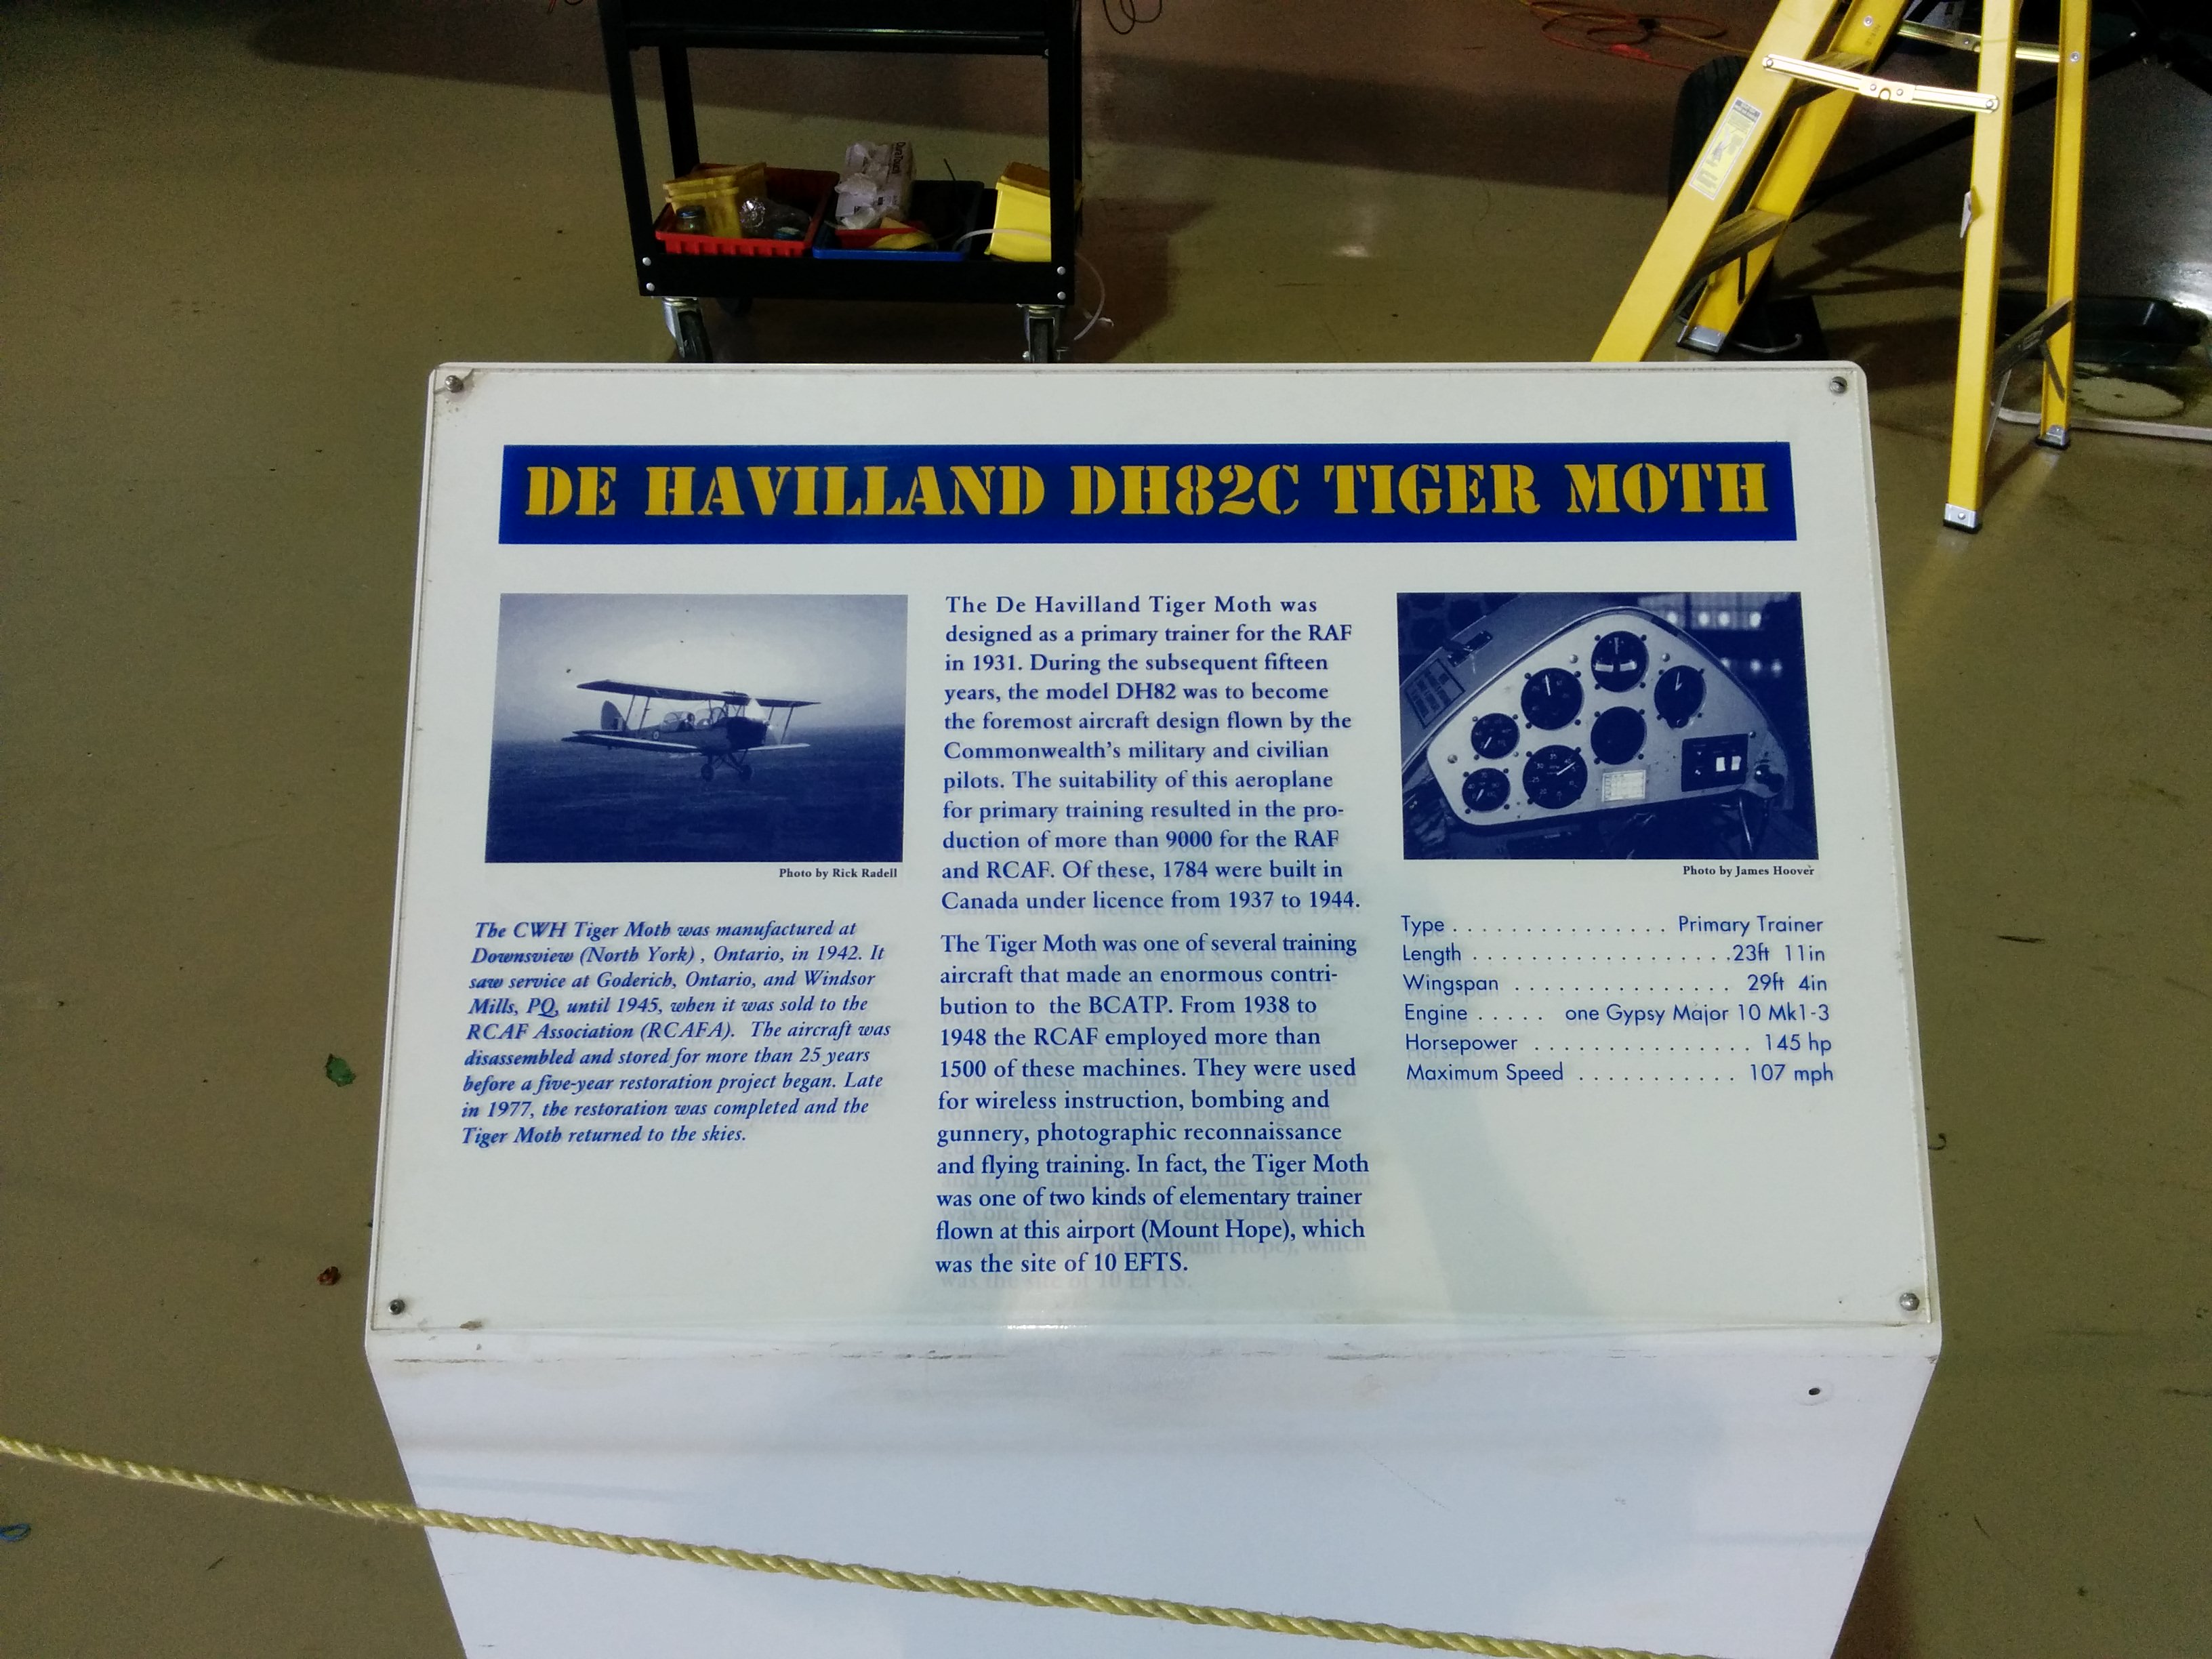 DE HAVILLAND DH82C TIGER MOTH
Photo by Rick Radell
The CWH Tiger Moth was manufactured at
Downsview (North York) , Ontario, in 1942. It
saw service at Goderich, Ontario, and Windsor
Mills, PQ, until 1945, when it was sold to the
RCAF Association (RCAFA). The aircraft was
disassembled and stored for more than 25 years
before a five-year restoration project began. Late
in 1977, the restoration was completed and the
Tiger Moth returned to the skies.
The De Havilland Tiger Moth was
designed as a primary trainer for the RAF
in 1931. During the subsequent fifteen
years, the model DH82 was to become
the foremost aircraft design flown by the
Commonwealth's military and civilian
pilots. The suitability of this aeroplane
for primary training resulted in the pro-
duction of more than 9000 for the RAF
and RCAF. Of these, 1784 were built in
Canada under licence from 1937 to 1944.
The Tiger Moth was one of several training
aircraft that made an enormous contri-
bution to the BCATP. From 1938 to
1948 the RCAF employed more than
1500 of these machines. They were used
for wireless instruction, bombing and
gunnery, photographic reconnaissance
and flying training. In fact, the Tiger Moth
was one of two kinds of elementary trainer
flown at this airport (Mount Hope), which
was the site of 10 EFTS.
Photo by James Hoover
Type . . . . . . . . . . . . . . . Primary Trainer
Length . . . . . . . . . . . . . . . . . . .23ft 11in
Wingspan . . . . . . . . . . . . . . . . 29ft 4in
Engine . . . . . one Gypsy Major 10 Mk1-3
Horsepower . . . . . . . . . . . . . . . . 145 hp
Maximum Speed . . . . . . . . . . . . 107 mph